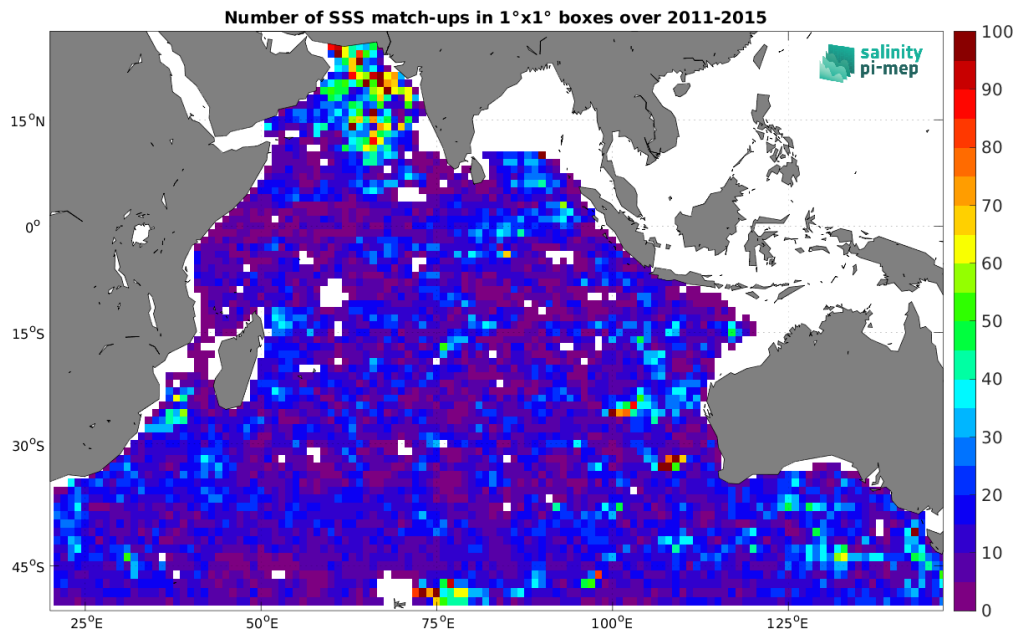 Number of SSS match-ups in 1°x1° boxes over 2011-2015
salinity
pi-mep
15°N
0°
15°S
30°S
45°S
25°E
50°E
75°E
100°E
125°E
100
90
80
70
60
50
40
30
20
10
0